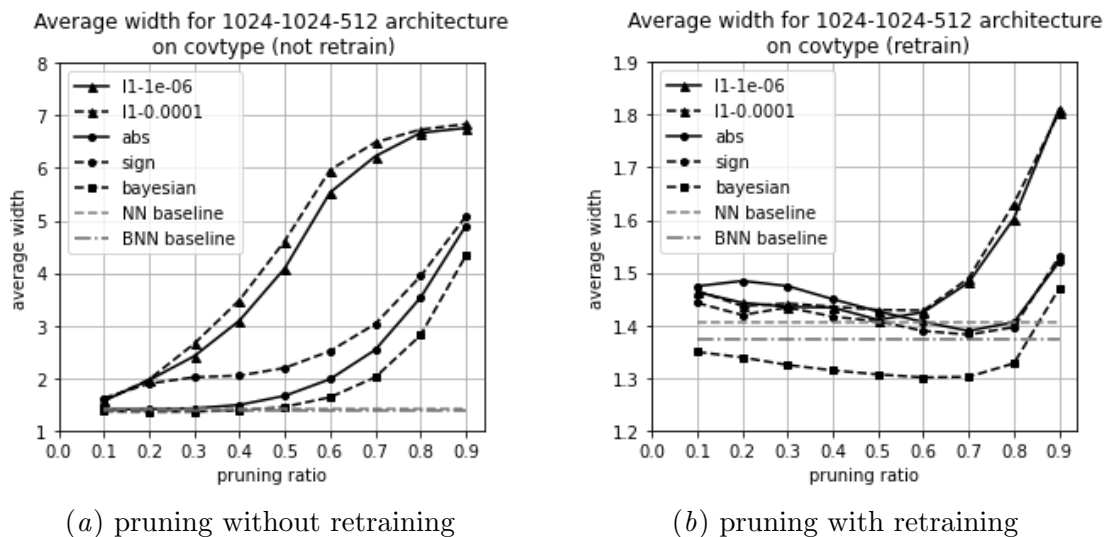 Average width for 1024-1024-512 architecture
on covtype (not retrain)
8
7
6
5
4
3
2
1
average width
l1-1e-06
l1-0.0001
abs
sign
bayesian
NN baseline
BNN baseline
0.0 0.1 0.2 0.3 0.4 0.5 0.6 0.7 0.8 0.9
pruning ratio
(a) pruning without retraining
Average width for 1024-1024-512 architecture
on covtype (retrain)
1.9
1.8
1.7
1.6
1.5
1.4
1.3
1.2
average width
l1-1e-06
l1-0.0001
abs
sign
bayesian
NN baseline
BNN baseline
0.0 0.1 0.2 0.3 0.4 0.5 0.6 0.7 0.8 0.9
pruning ratio
(b) pruning with retraining